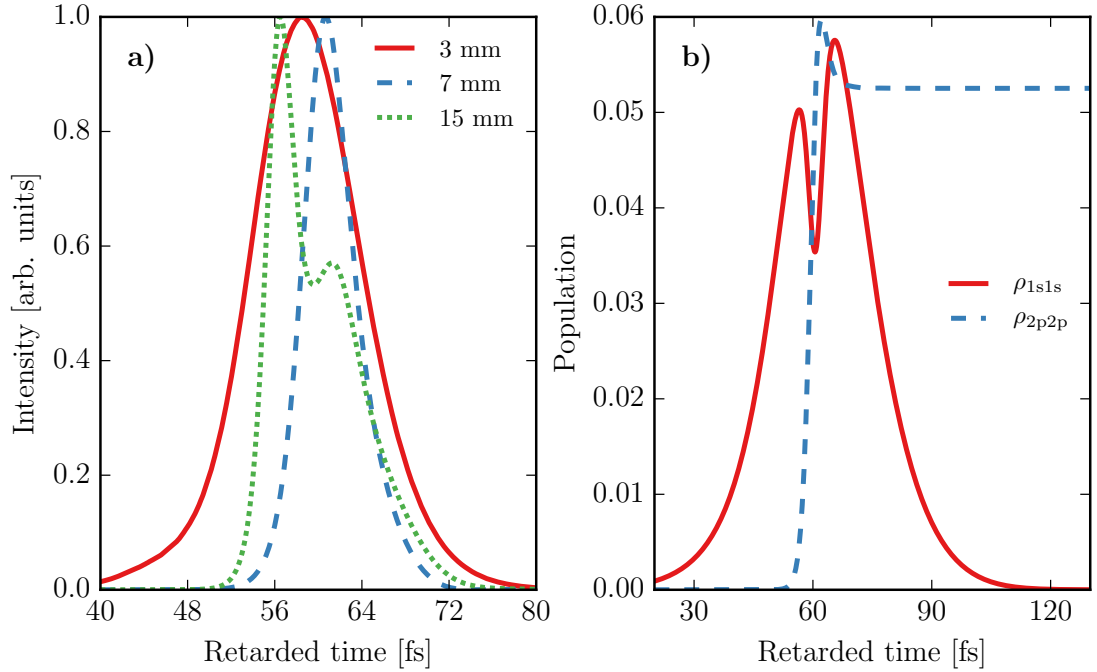 a)
3 mm
7 mm
15 mm
Intensity [arb. units]
1.0
0.8
0.6
0.4
0.2
0.0
40 48 56 64 72 80
Retarded time [fs]
b)
ρ1s1s
ρ2p2p
Population
0.06
0.05
0.04
0.03
0.02
0.01
0.00
30 60 90 120
Retarded time [fs]